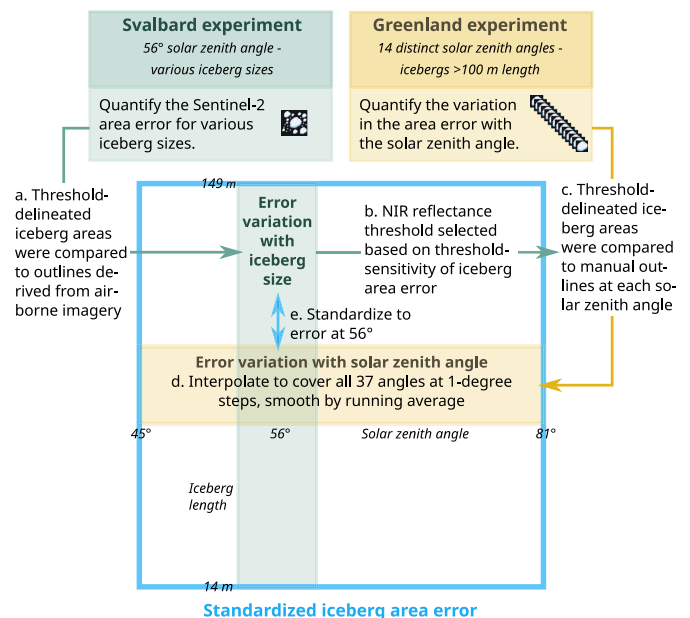 Svalbard experiment
56° solar zenith angle -
various iceberg sizes
Quantify the Sentinel-2
area error for various
iceberg sizes.
Greenland experiment
14 distinct solar zenith angles -
icebergs >100 m length
Quantify the variation
in the area error with
the solar zenith angle.
a. Threshold-
delineated
iceberg areas
were compared
to outlines de-
rived from air-
borne imagery
149 m
Error
variation
with
iceberg
size
b. NIR reflectance
threshold selected
based on threshold-
sensitivity of iceberg
area error
c. Threshold-
delineated ice-
berg areas
were compared
to manual out-
lines at each so-
lar zenith angle
e. Standardize to
error at 56°
Error variation with solar zenith angle
d. Interpolate to cover all 37 angles at 1-degree
steps, smooth by running average
45°
56°
Solar zenith angle
81°
Iceberg
length
14 m
Standardized iceberg area error